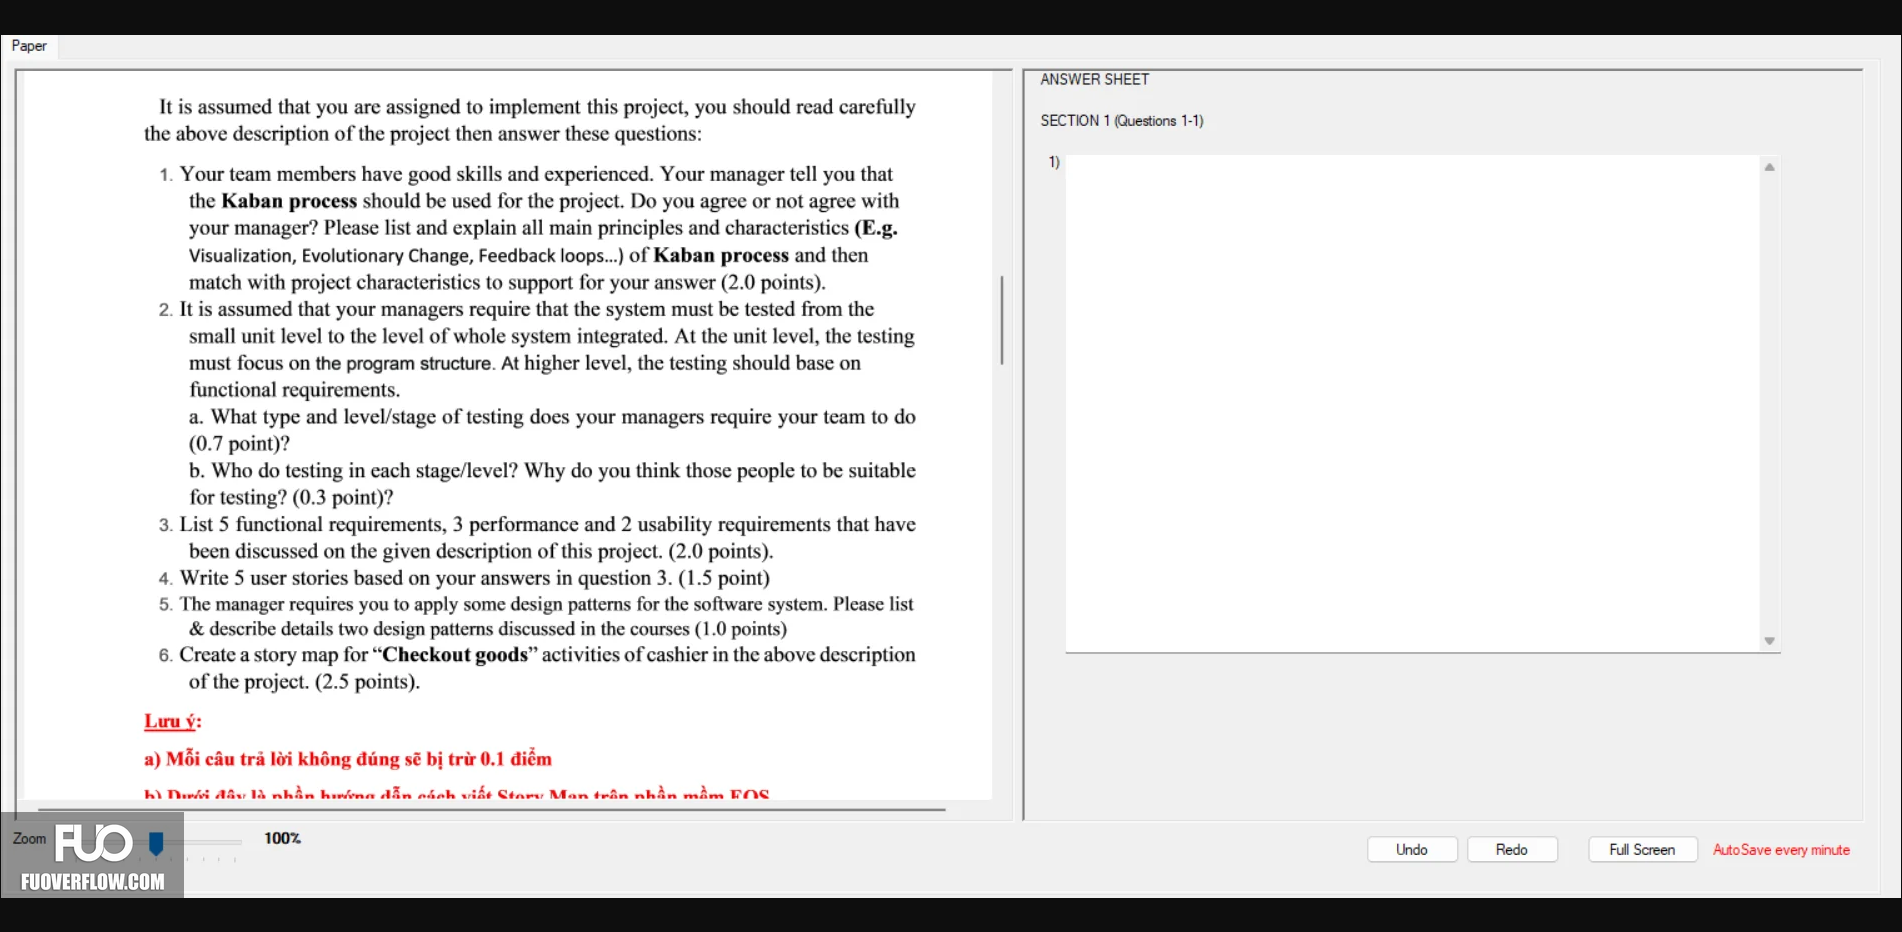 Paper
It is assumed that you are assigned to implement this project, you should read carefully
the above description of the project then answer these questions:
1. Your team members have good skills and experienced. Your manager tell you that
the Kaban process should be used for the project. Do you agree or not agree with
your manager? Please list and explain all main principles and characteristics (E.g.
Visualization, Evolutionary Change, Feedback loops...) of Kaban process and then
match with project characteristics to support for your answer (2.0 points).
2. It is assumed that your managers require that the system must be tested from the
small unit level to the level of whole system integrated. At the unit level, the testing
must focus on the program structure. At higher level, the testing should base on
functional requirements.
a. What type and level/stage of testing does your managers require your team to do
(0.7 point)?
b. Who do testing in each stage/level? Why do you think those people to be suitable
for testing? (0.3 point)?
3. List 5 functional requirements, 3 performance and 2 usability requirements that have
been discussed on the given description of this project. (2.0 points).
4. Write 5 user stories based on your answers in question 3. (1.5 point)
5. The manager requires you to apply some design patterns for the software system. Please list
& describe details two design patterns discussed in the courses (1.0 points)
6. Create a story map for “Checkout goods” activities of cashier in the above description
of the project. (2.5 points).
Lưu ý:
a) Mỗi câu trả lời không đúng sẽ bị trừ 0.1 điểm
b) Dưới đây là phần hướng dẫn cách viết Story Map trên phần mềm EOS
ANSWER SHEET
SECTION 1 (Questions 1-1)
1)
Zoom
100%
FUO
FUOVERFLOW.COM
Undo
Redo
Full Screen
AutoSave every minute